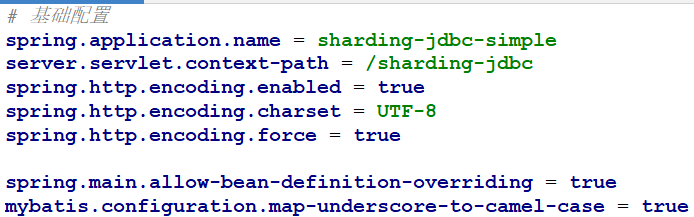 # 基础配置
spring.application.name = sharding-jdbc-simple
server.servlet.context-path = /sharding-jdbc
spring.http.encoding.enabled = true
spring.http.encoding.charset = UTF-8
spring.http.encoding.force = true
spring.main.allow-bean-definition-overriding = true
mybatis.configuration.map-underscore-to-camel-case = true